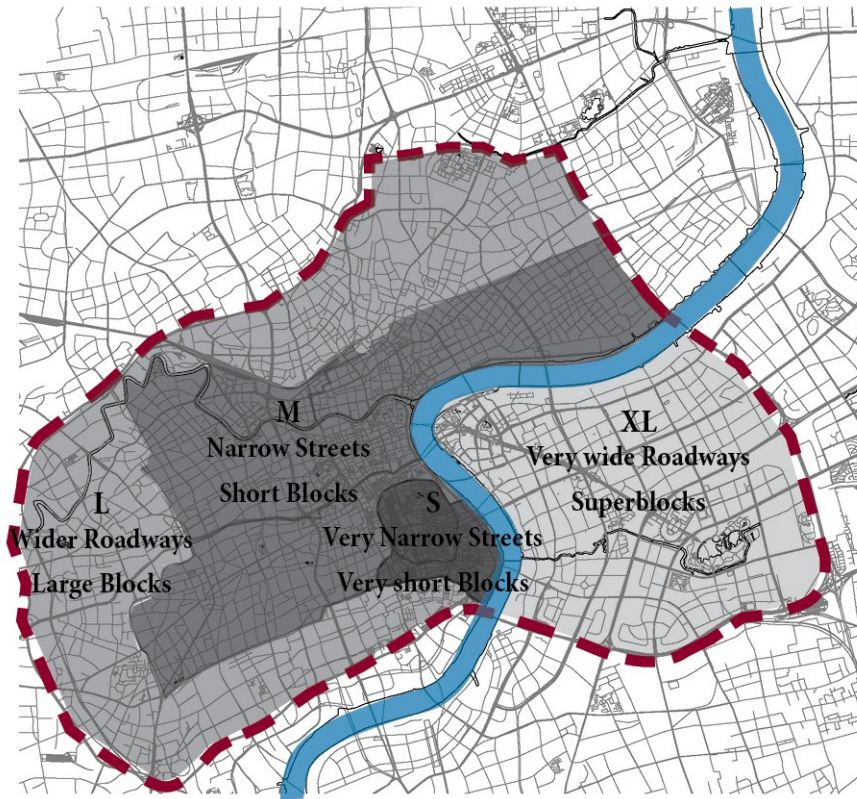 M
Narrow Streets
Short Blocks
XL
Very wide Roadways
Superblocks
L
Wider Roadways
Large Blocks
S
Very Narrow Streets
Very short Blocks